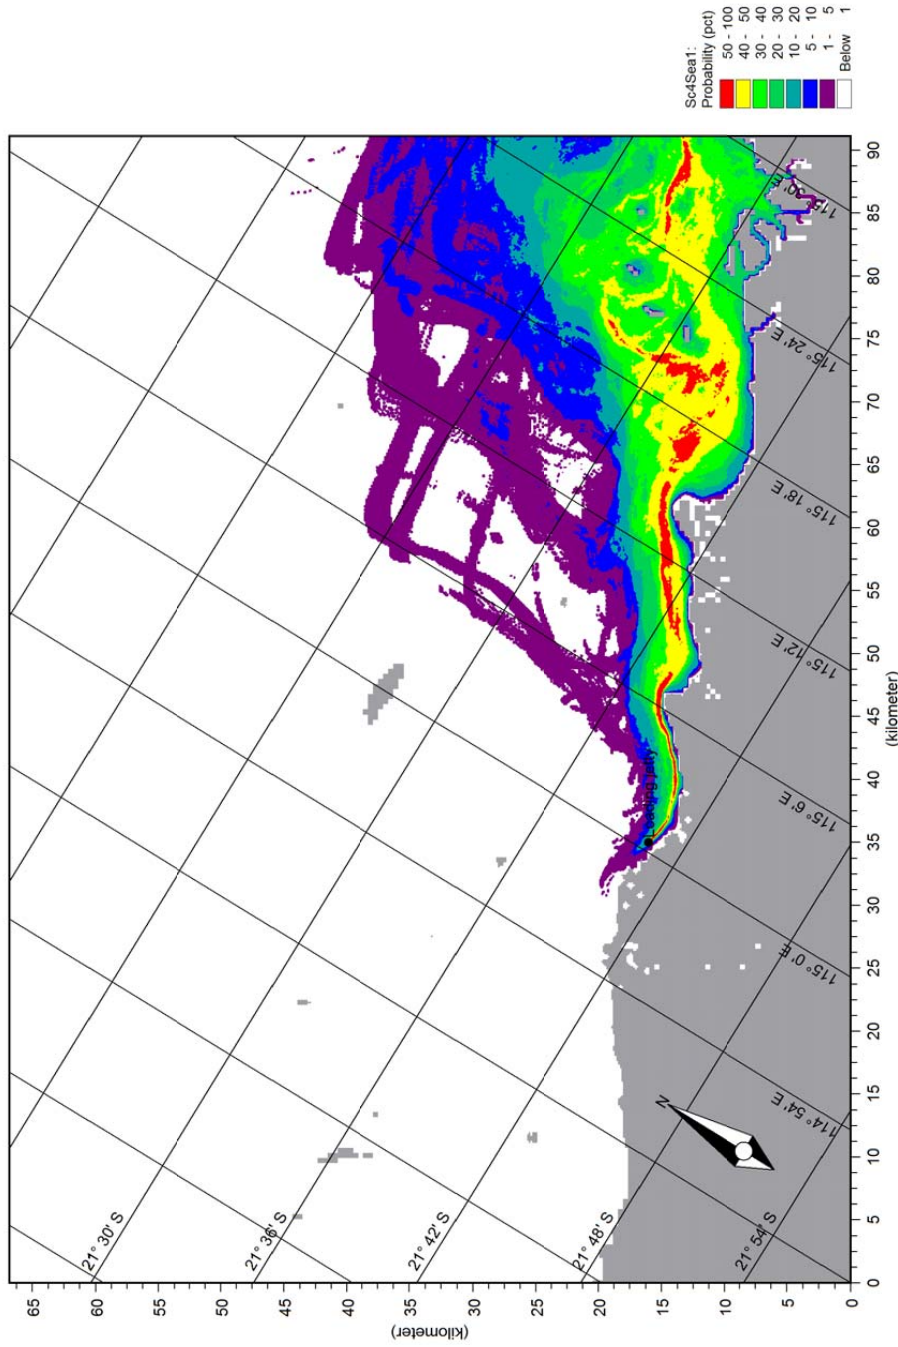 Sc4Sea1:
Probability (pct)
50 - 100
40 - 50
30 - 40
20 - 30
10 - 20
5 - 10
1 - 5
Below 1
65
60
55
50
45
40
35
30
25
20
15
10
5
0
(kilometer)
21° 30' S
21° 36' S
21° 42' S
21° 48' S
21° 54' S
N
114° 54' E
115° 0' E
115° 6' E
115° 12' E
115° 18' E
115° 24' E
Loading jetty
0
5
10
15
20
25
30
35
40
45
50
55
60
65
70
75
80
85
90
(kilometer)